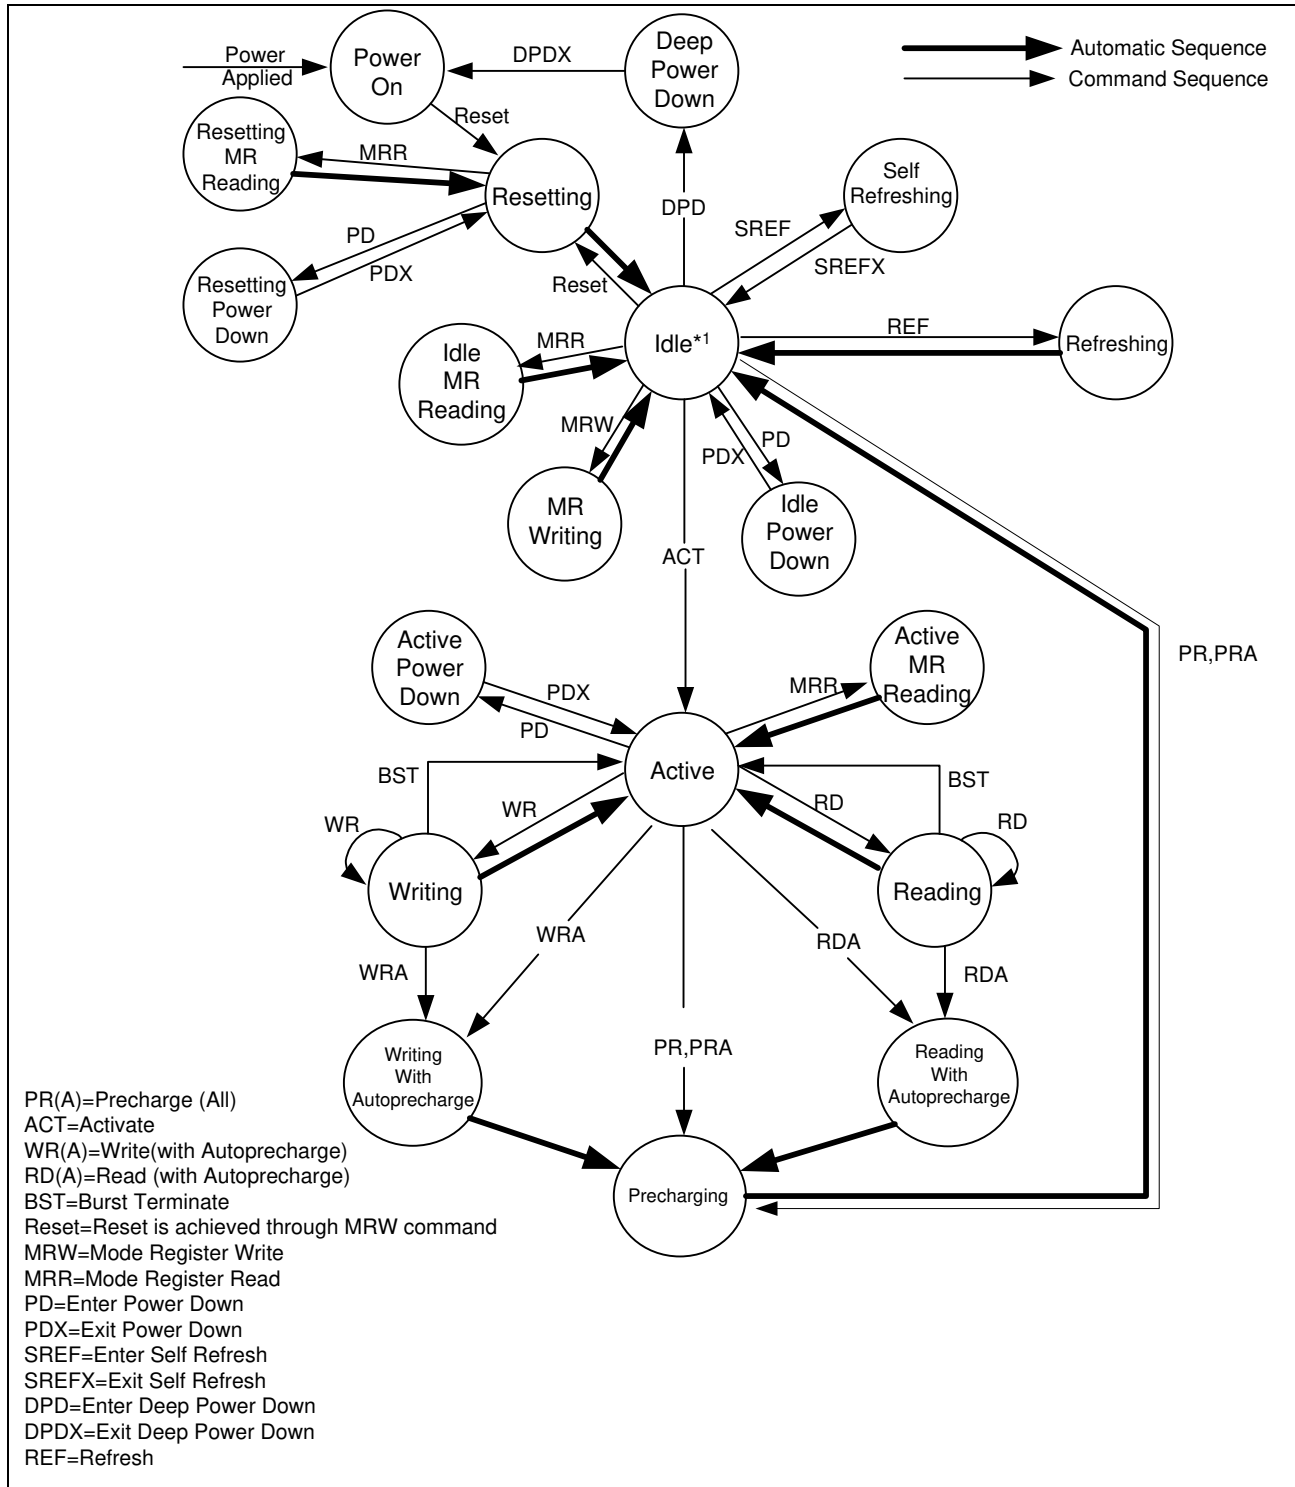 Power
Applied
Power
On
DPDX
Deep
Power
Down
Automatic Sequence
Command Sequence
Reset
Resetting
MR
Reading
MRR
Resetting
Self
Refreshing
DPD
SREF
SREFX
PD
PDX
Resetting
Power
Down
Reset
Idle*1
REF
Refreshing
Idle
MR
Reading
MRR
MRW
PD
PDX
MR
Writing
Idle
Power
Down
ACT
Active
Power
Down
Active
MR
Reading
PR,PRA
PDX
MRR
PD
Active
BST
BST
WR
WR
RD
RD
Writing
Reading
WRA
WRA
RDA
RDA
Writing
With
Autoprecharge
PR,PRA
Reading
With
Autoprecharge
Precharging
PR(A)=Precharge (All)
ACT=Activate
WR(A)=Write(with Autoprecharge)
RD(A)=Read (with Autoprecharge)
BST=Burst Terminate
Reset=Reset is achieved through MRW command
MRW=Mode Register Write
MRR=Mode Register Read
PD=Enter Power Down
PDX=Exit Power Down
SREF=Enter Self Refresh
SREFX=Exit Self Refresh
DPD=Enter Deep Power Down
DPDX=Exit Deep Power Down
REF=Refresh